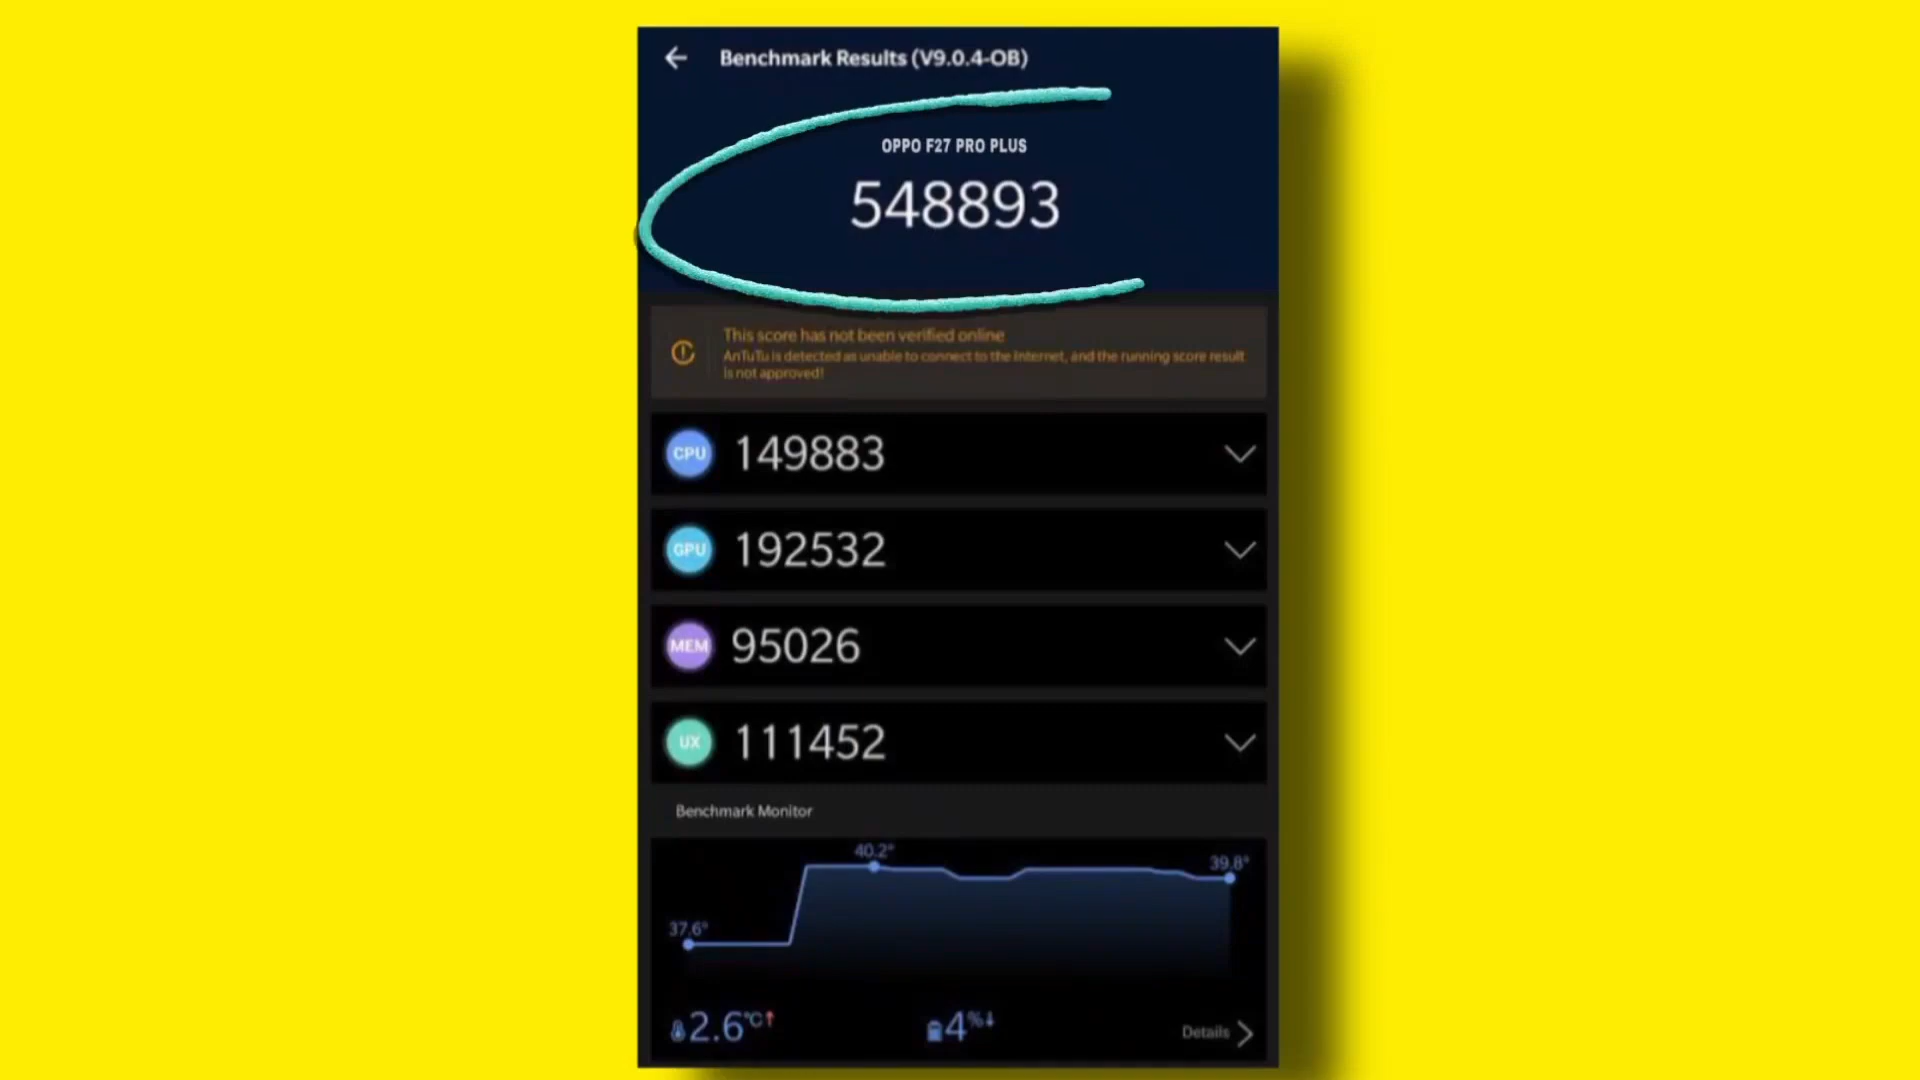 Benchmark Results (V9.0.4-OB)
OPPO F27 PRO PLUS
548893
This score has not been verified online
AnTuTu is detected as unable to connect to the Internet, and the running score result
is not approved!
CPU 149883
GPU 192532
MEM 95026
UX 111452
Benchmark Monitor
40.2°
39.8°
37.6°
2.6°C↑ 4%↓ Details